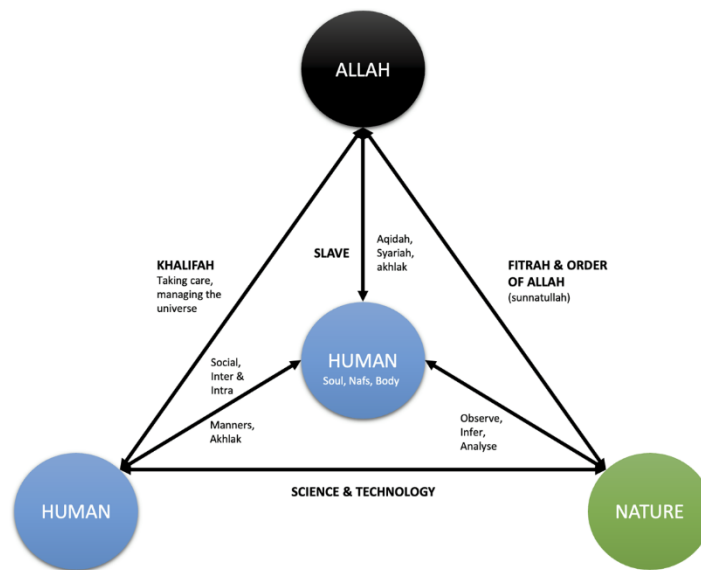 ALLAH
KHALIFAH
Taking care,
managing the
universe
SLAVE
Aqidah,
Syariah,
akhlak
FITRAH & ORDER
OF ALLAH
(sunnatullah)
HUMAN
Soul, Nafs, Body
Social,
Inter &
Intra
Manners,
Akhlak
Observe,
Infer,
Analyse
HUMAN
SCIENCE & TECHNOLOGY
NATURE